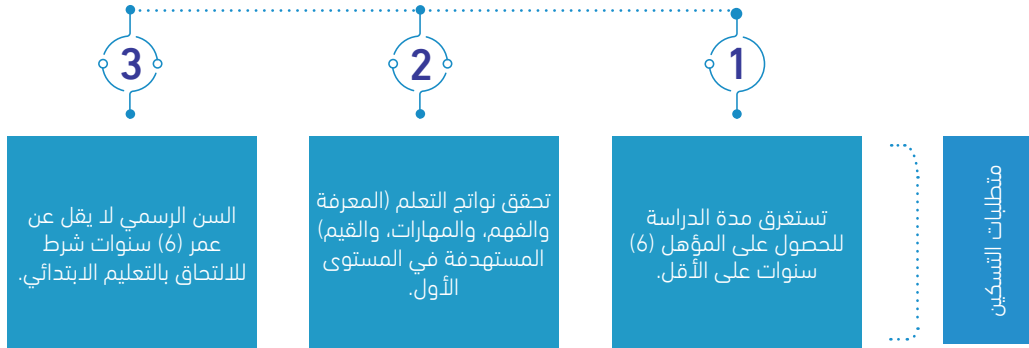 متطلبات التسكين
1
تستغرق مدة الدراسة
للحصول على المؤهل (6)
سنوات على الأقل.
2
تحقق نواتج التعلم (المعرفة
والفهم، والمهارات، والقيم)
المستهدفة في المستوى
الأول.
3
السن الرسمي لا يقل عن
عمر (6) سنوات شرط
للالتحاق بالتعليم الابتدائي.